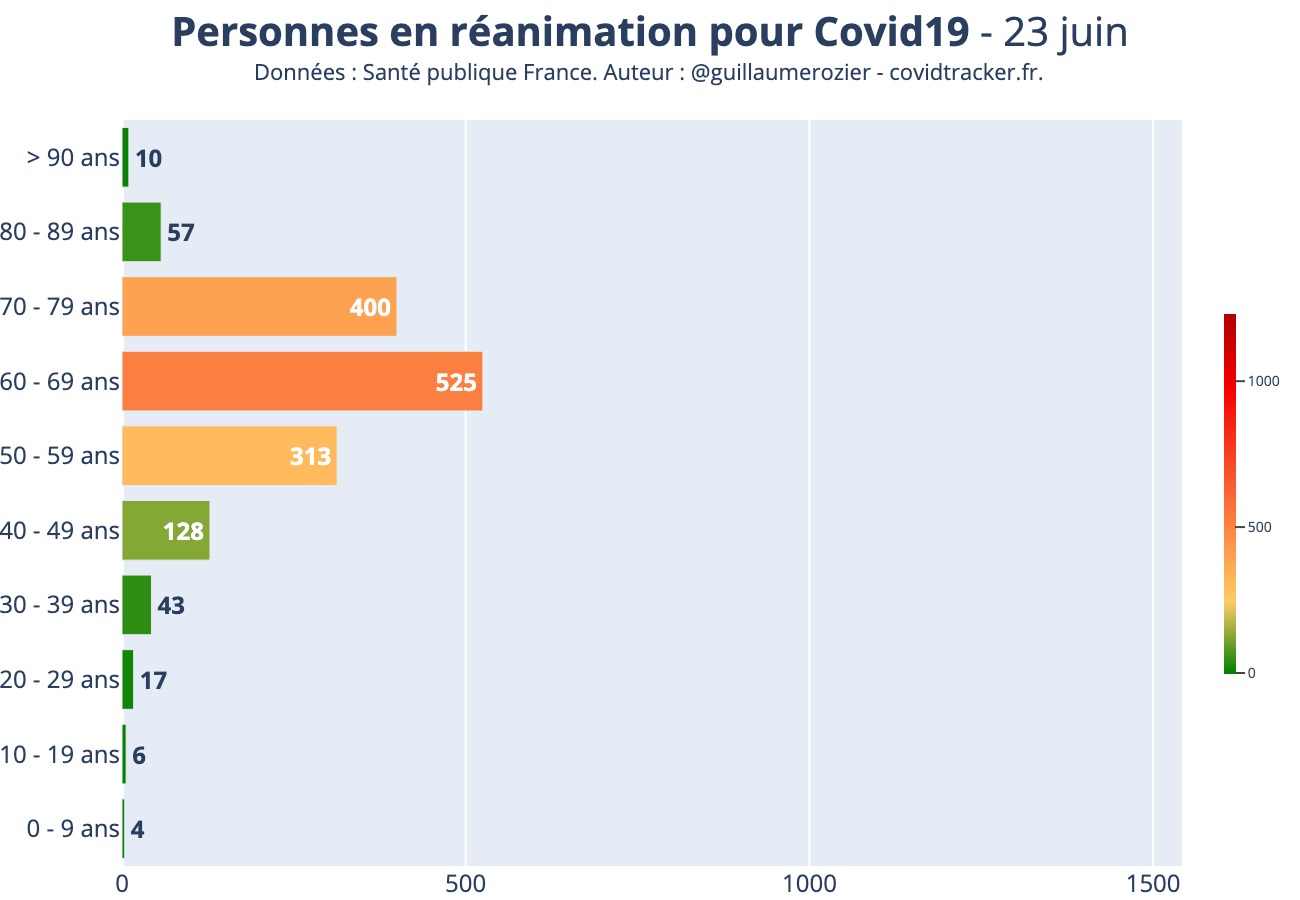 Personnes en réanimation pour Covid19 - 23 juin
Données : Santé publique France. Auteur : @guillaumerozier - covidtracker.fr.
> 90 ans 10
80 - 89 ans 57
70 - 79 ans 400
60 - 69 ans 525
50 - 59 ans 313
40 - 49 ans 128
30 - 39 ans 43
20 - 29 ans 17
10 - 19 ans 6
0 - 9 ans 4
0 500 1000 1500
1000
500
0